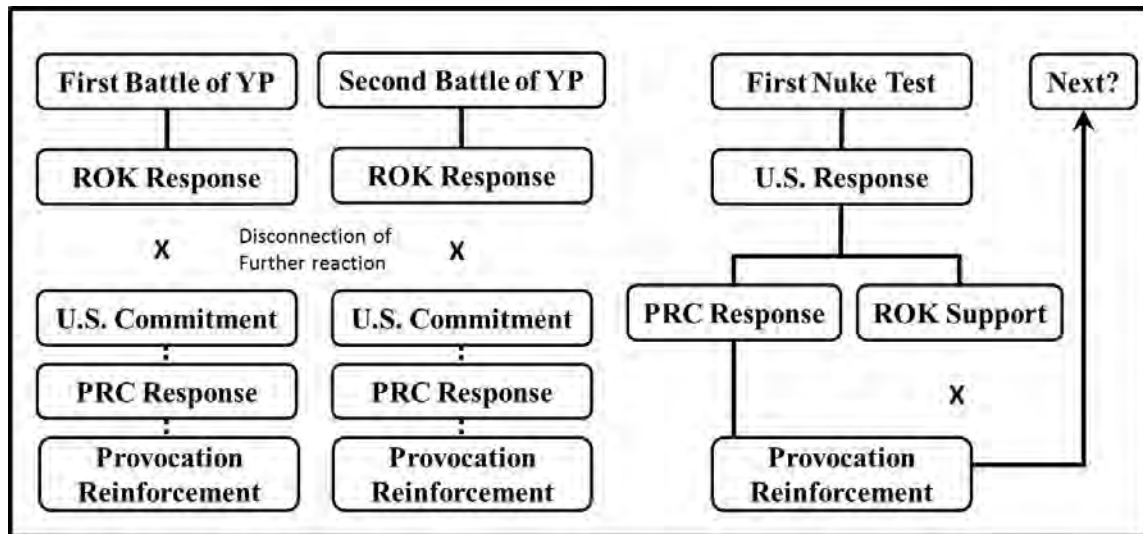 First Battle of YP
Second Battle of YP
First Nuke Test
Next?
ROK Response
ROK Response
U.S. Response
X
Disconnection of
Further reaction
X
U.S. Commitment
U.S. Commitment
PRC Response
ROK Support
PRC Response
PRC Response
X
Provocation
Reinforcement
Provocation
Reinforcement
Provocation
Reinforcement